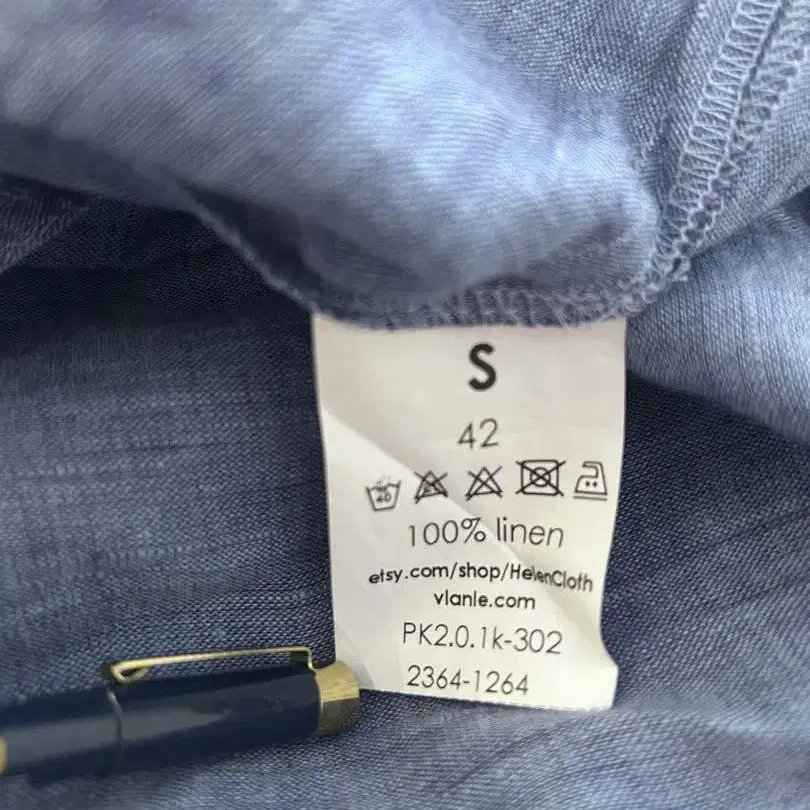 S
42
100% linen
etsy.com/shop/HelenCloth
vlanle.com
PK2.0.1k-302
2364-1264